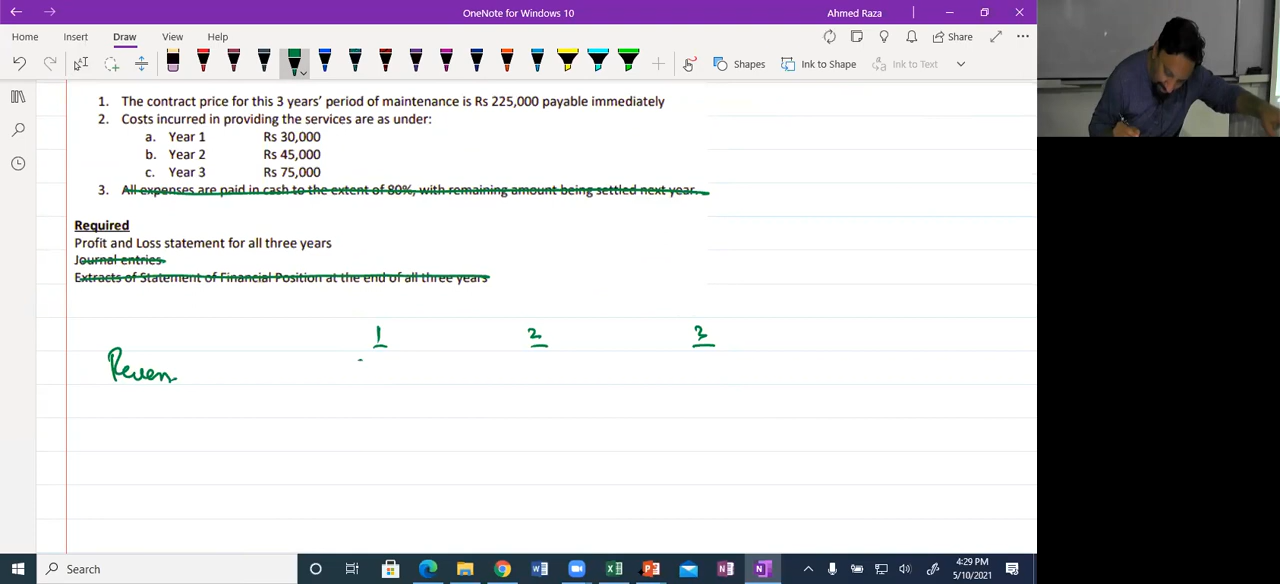 OneNote for Windows 10
Ahmed Raza
Home Insert Draw View Help
Share
Shapes
Ink to Shape
Ink to Text
1. The contract price for this 3 years' period of maintenance is Rs 225,000 payable immediately
2. Costs incurred in providing the services are as under:
a. Year 1 Rs 30,000
b. Year 2 Rs 45,000
c. Year 3 Rs 75,000
3. All expenses are paid in cash to the extent of 80%, with remaining amount being settled next year.
Required
Profit and Loss statement for all three years
Journal entries
Extracts of Statement of Financial Position at the end of all three years
1 2 3
Reven
Search
4:29 PM
5/10/2021